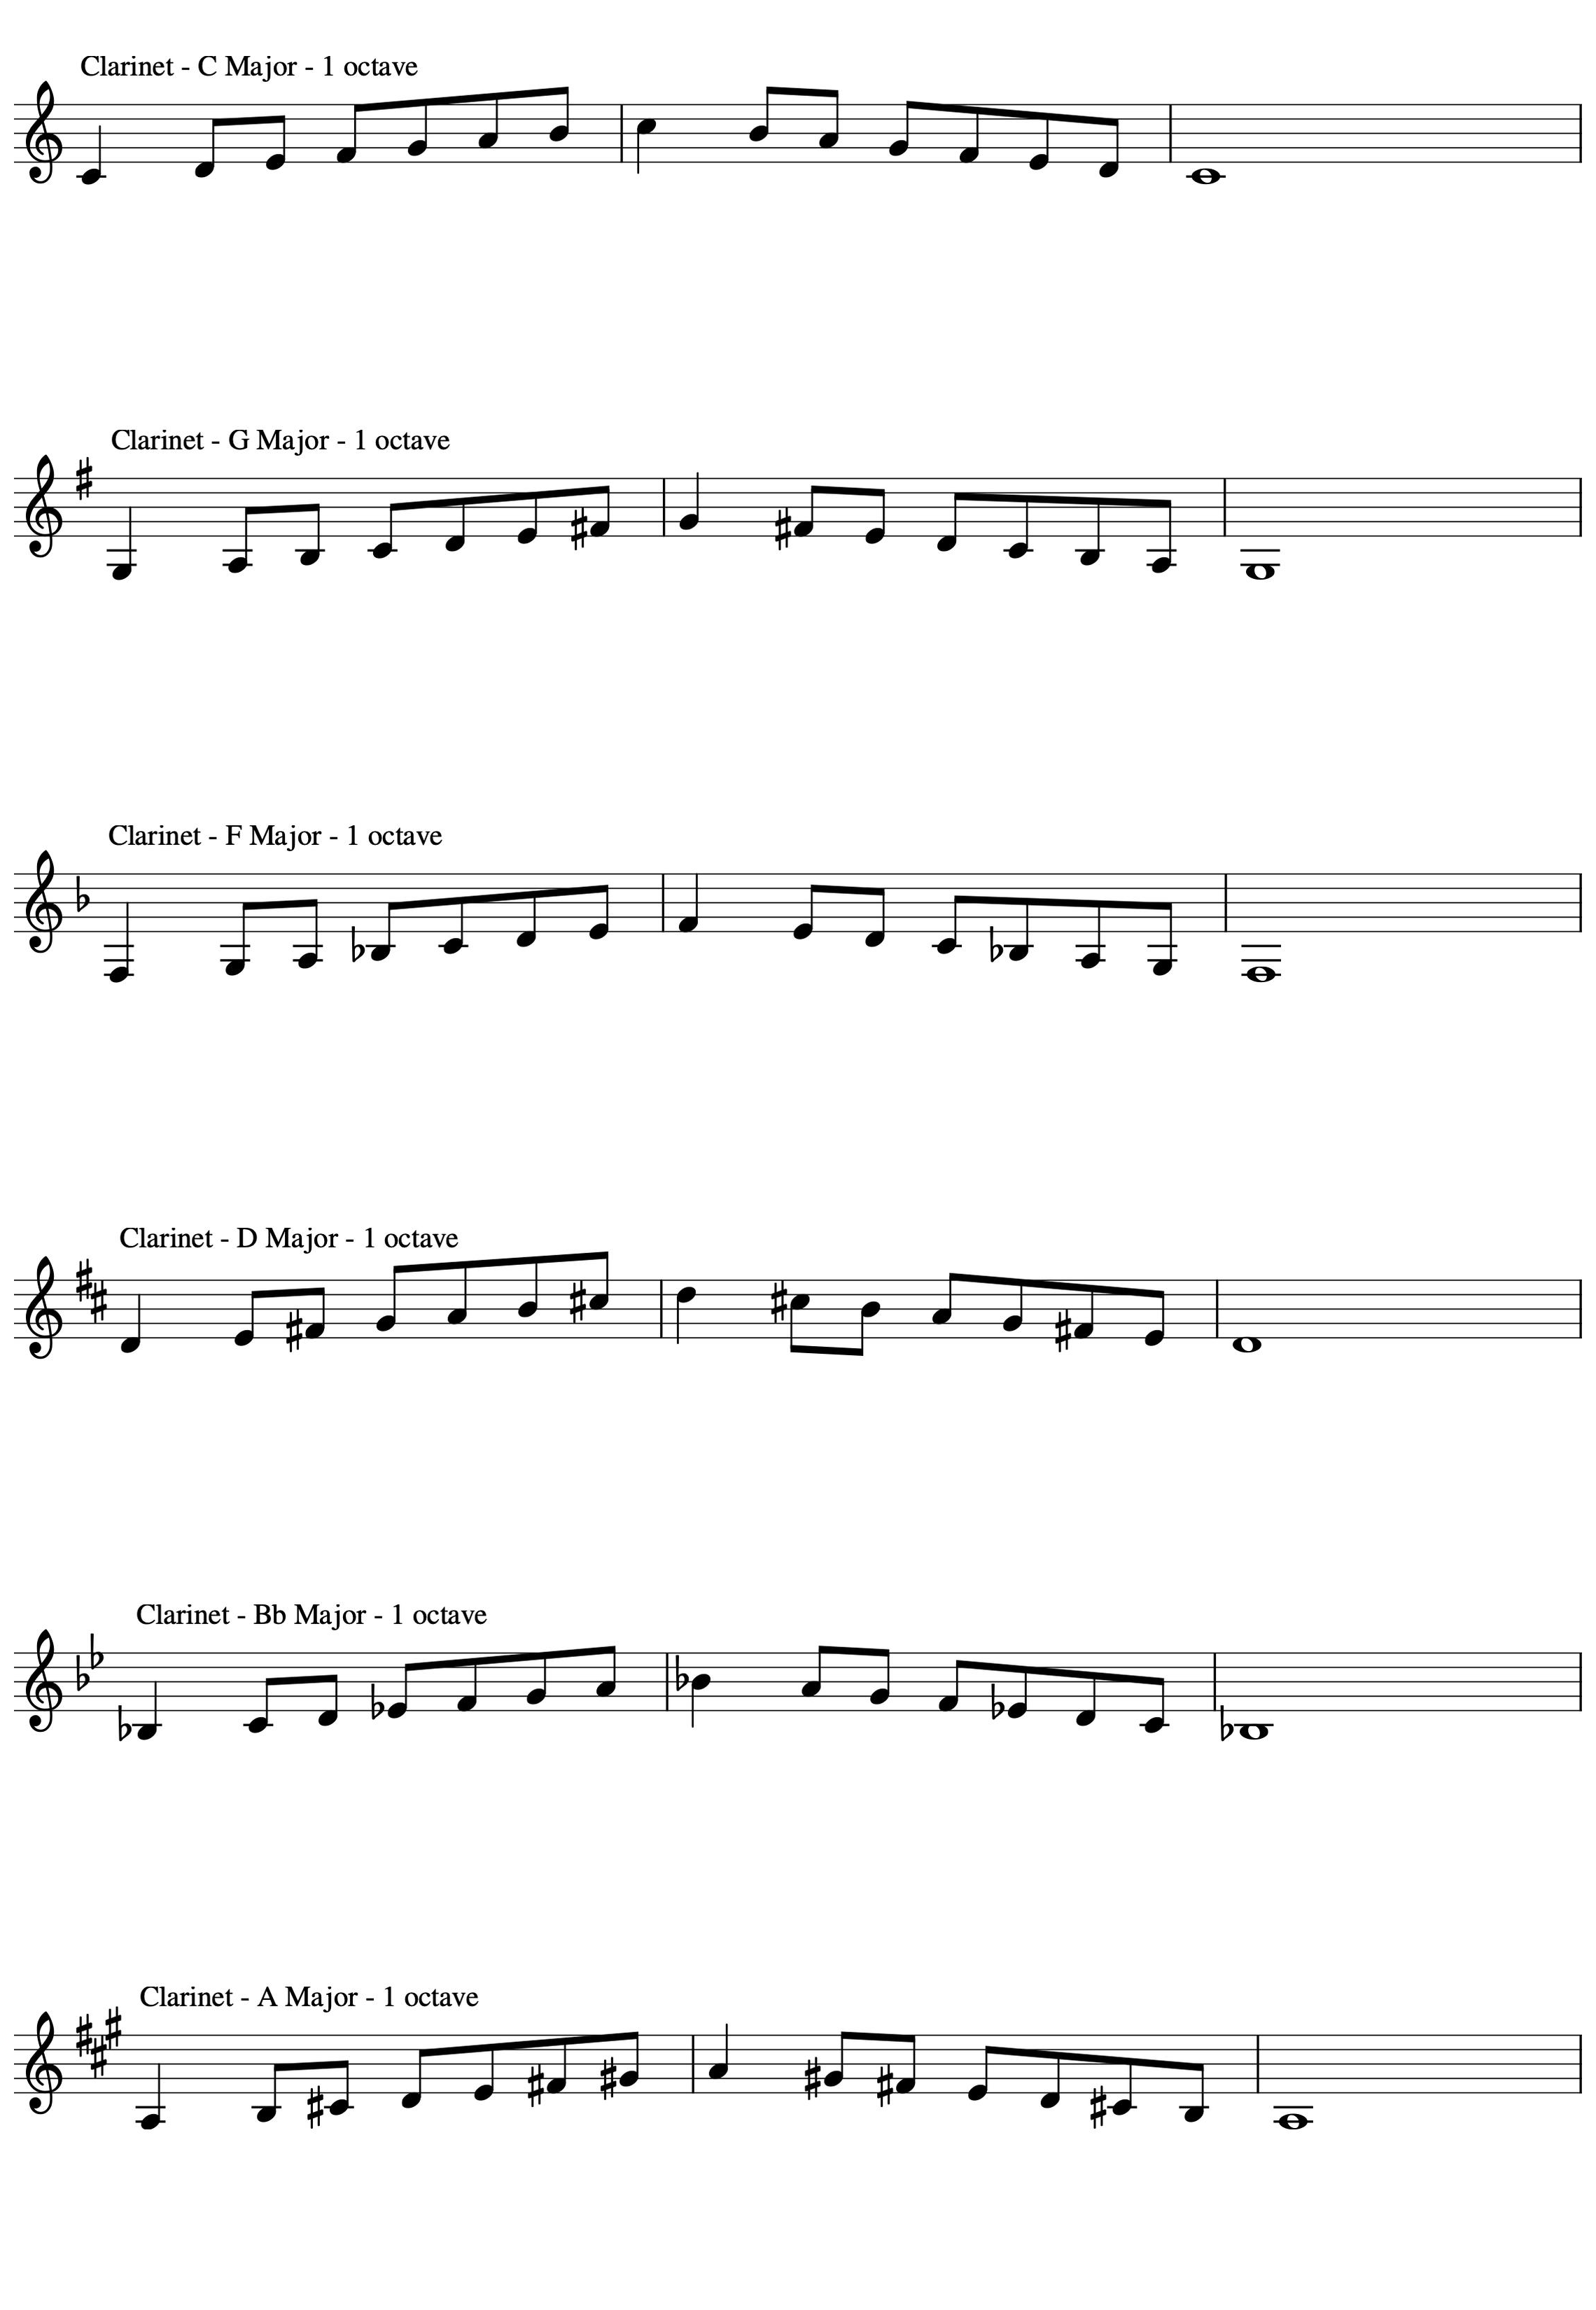 Clarinet - C Major - 1 octave
Clarinet - G Major - 1 octave
Clarinet - F Major - 1 octave
Clarinet - D Major - 1 octave
Clarinet - Bb Major - 1 octave
Clarinet - A Major - 1 octave